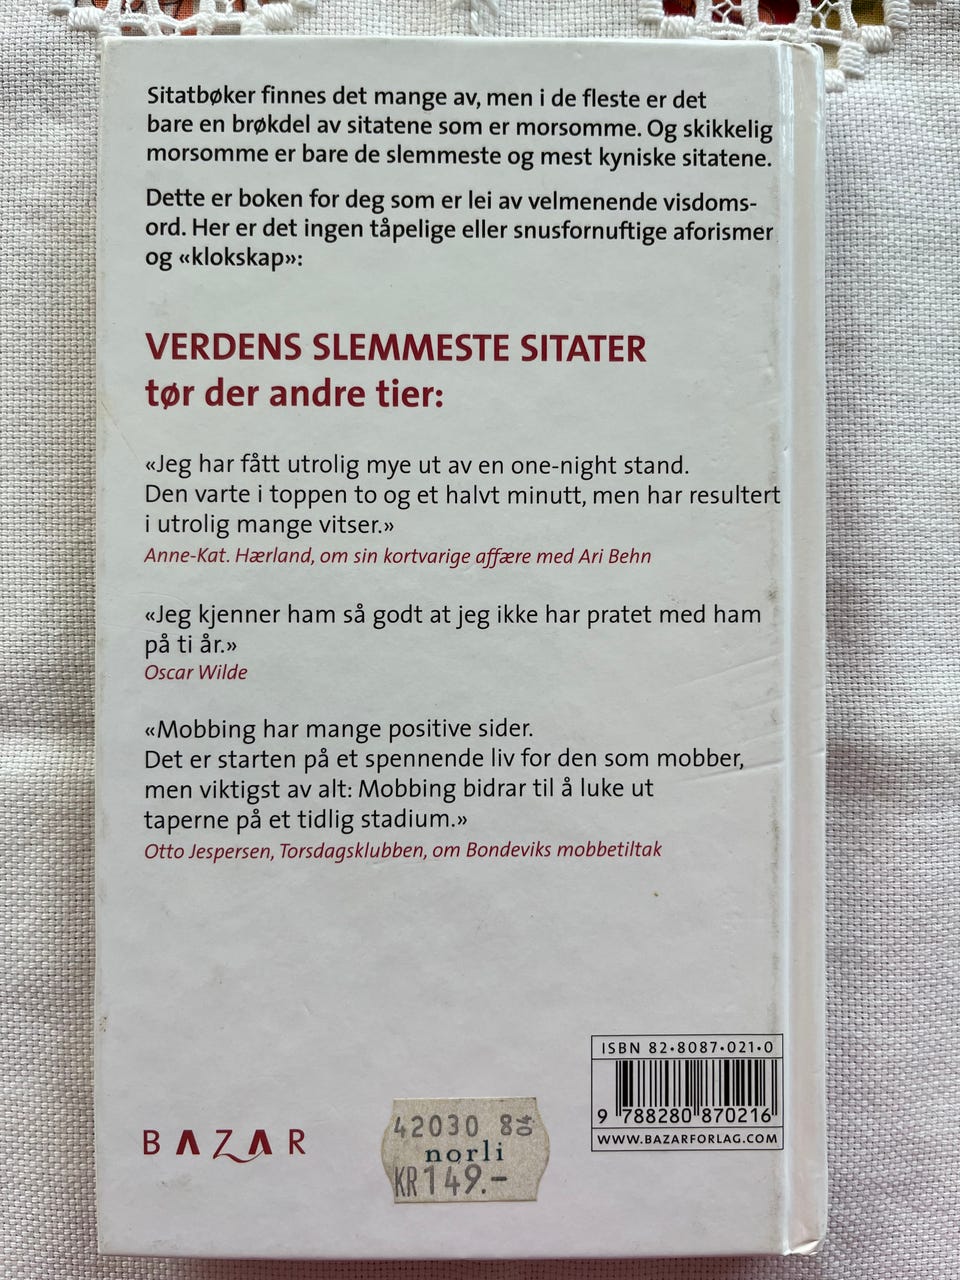 Sitatbøker finnes det mange av, men i de fleste er det
bare en brøkdel av sitatene som er morsomme. Og skikkelig
morsomme er bare de slemmeste og mest kyniske sitatene.
Dette er boken for deg som er lei av velmenende visdoms-
ord. Her er det ingen tåpelige eller snusfornuftige aforismer
og «klokskap»:
VERDENS SLEMMESTE SITATER
tør der andre tier:
«Jeg har fått utrolig mye ut av en one-night stand.
Den varte i toppen to og et halvt minutt, men har resultert
i utrolig mange vitser.»
Anne-Kat. Hærland, om sin kortvarige affære med Ari Behn
«Jeg kjenner ham så godt at jeg ikke har pratet med ham
på ti år.»
Oscar Wilde
«Mobbing har mange positive sider.
Det er starten på et spennende liv for den som mobber,
men viktigst av alt: Mobbing bidrar til å luke ut
taperne på et tidlig stadium.»
Otto Jespersen, Torsdagsklubben, om Bondeviks mobbetiltak
ISBN 82·8087·021·0
9 788280 870216
WWW.BAZARFORLAG.COM
BAZAR
42030 8
norli
KR 149.-